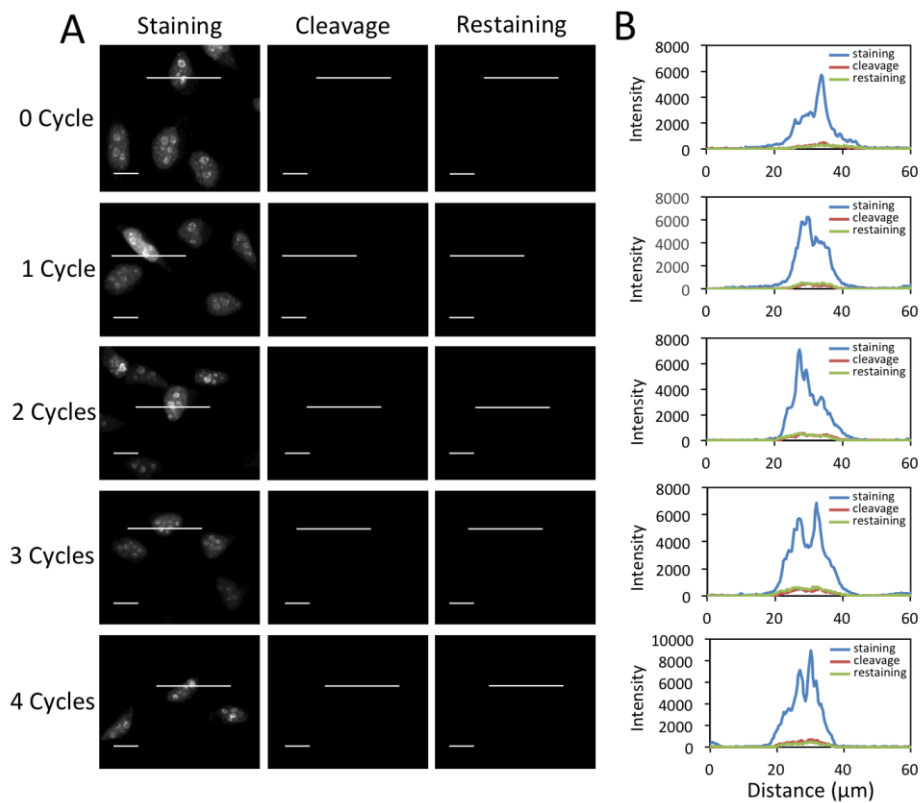 A
Staining
Cleavage
Restaining
0 Cycle
1 Cycle
2 Cycles
3 Cycles
4 Cycles
B
8000
6000
4000
2000
0
Intensity
staining
cleavage
restaining
0
20
40
60
8000
6000
4000
2000
0
Intensity
staining
cleavage
restaining
0
20
40
60
8000
6000
4000
2000
0
Intensity
staining
cleavage
restaining
0
20
40
60
8000
6000
4000
2000
0
Intensity
staining
cleavage
restaining
0
20
40
60
10000
8000
6000
4000
2000
0
Intensity
staining
cleavage
restaining
0
20
40
60
Distance (μm)